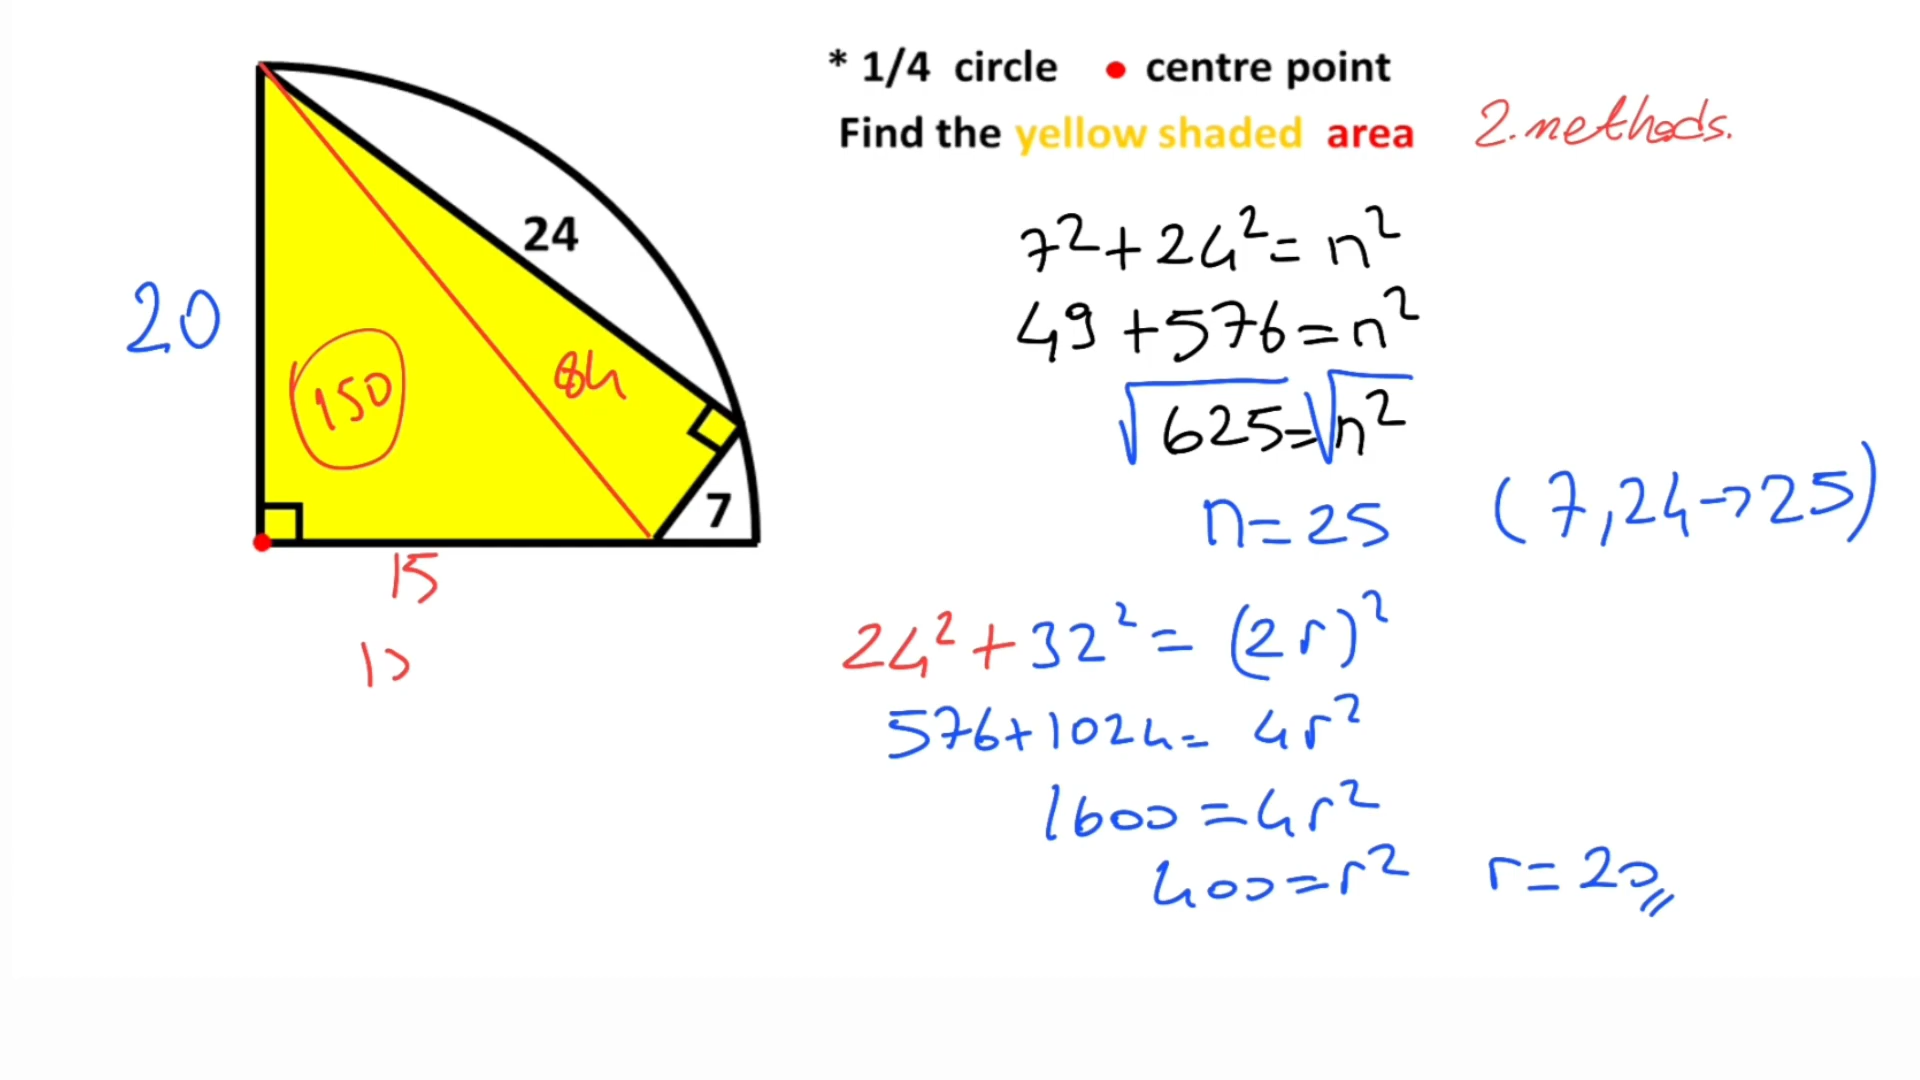 * 1/4 circle • centre point
Find the yellow shaded area 2.methods.
24
20
84
150
7
15
7² + 24² = n²
49 + 576 = n²
√625 = √n²
n = 25 (7,24→25)
24² + 32² = (2r)²
576 + 1024 = 4r²
1600 = 4r²
400 = r² r = 20